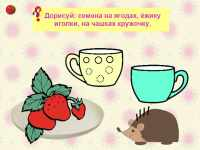 Дорисуй: семена на ягодах, ёжику
иголки, на чашках кружочки.